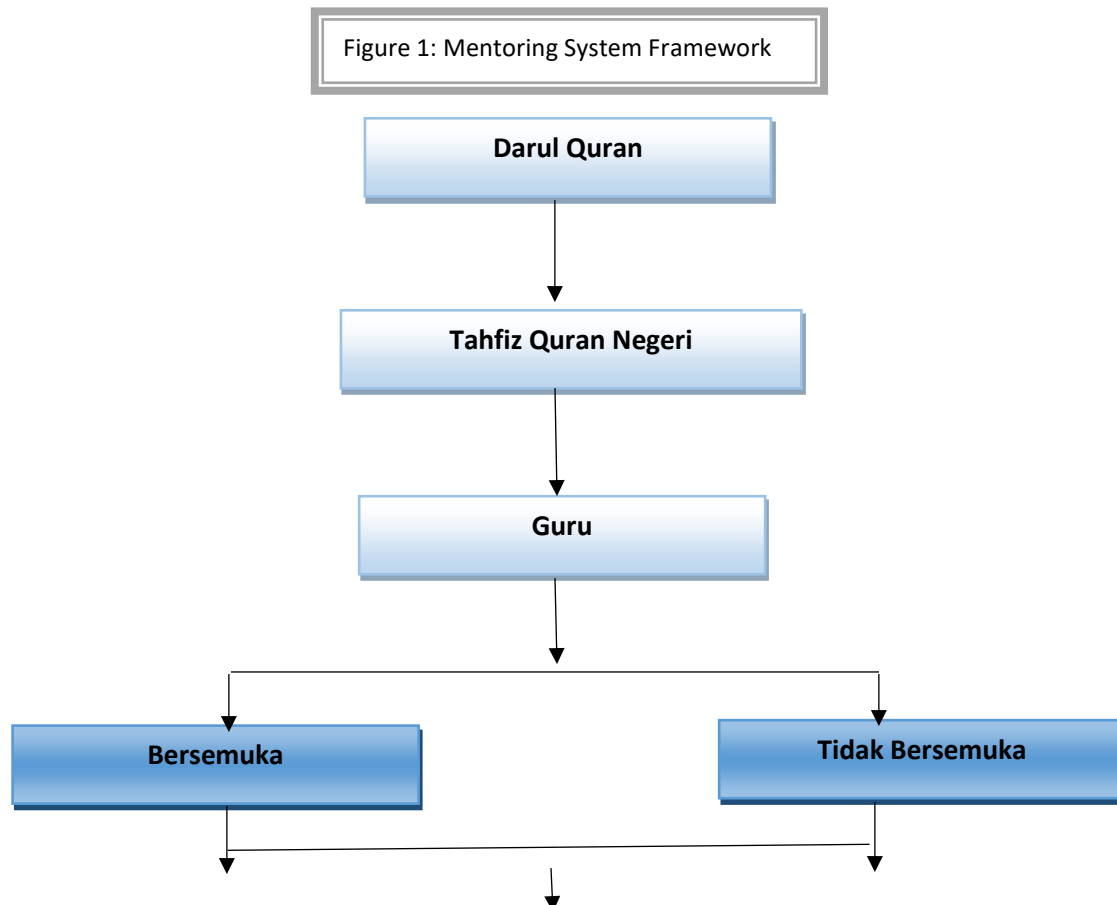 Figure 1: Mentoring System Framework
Darul Quran
Tahfiz Quran Negeri
Guru
Bersemuka
Tidak Bersemuka